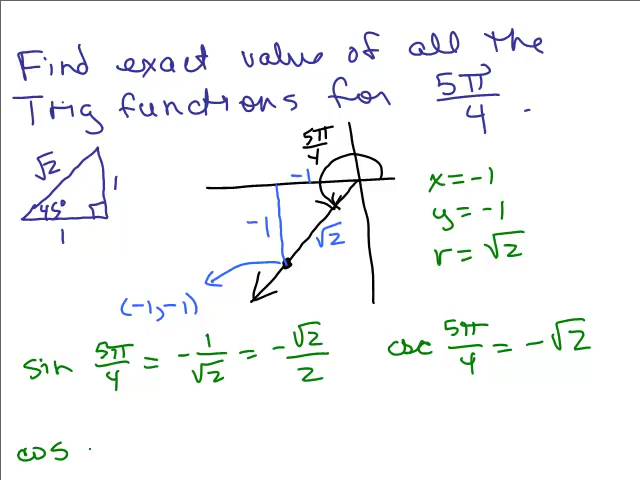 Find exact value of all the
Trig functions for 5π/4.
√2
45°
1
1
5π/4
-1
-1
√2
(-1,-1)
x = -1
y = -1
r = √2
sin 5π/4 = -1/√2 = -√2/2
csc 5π/4 = -√2
cos